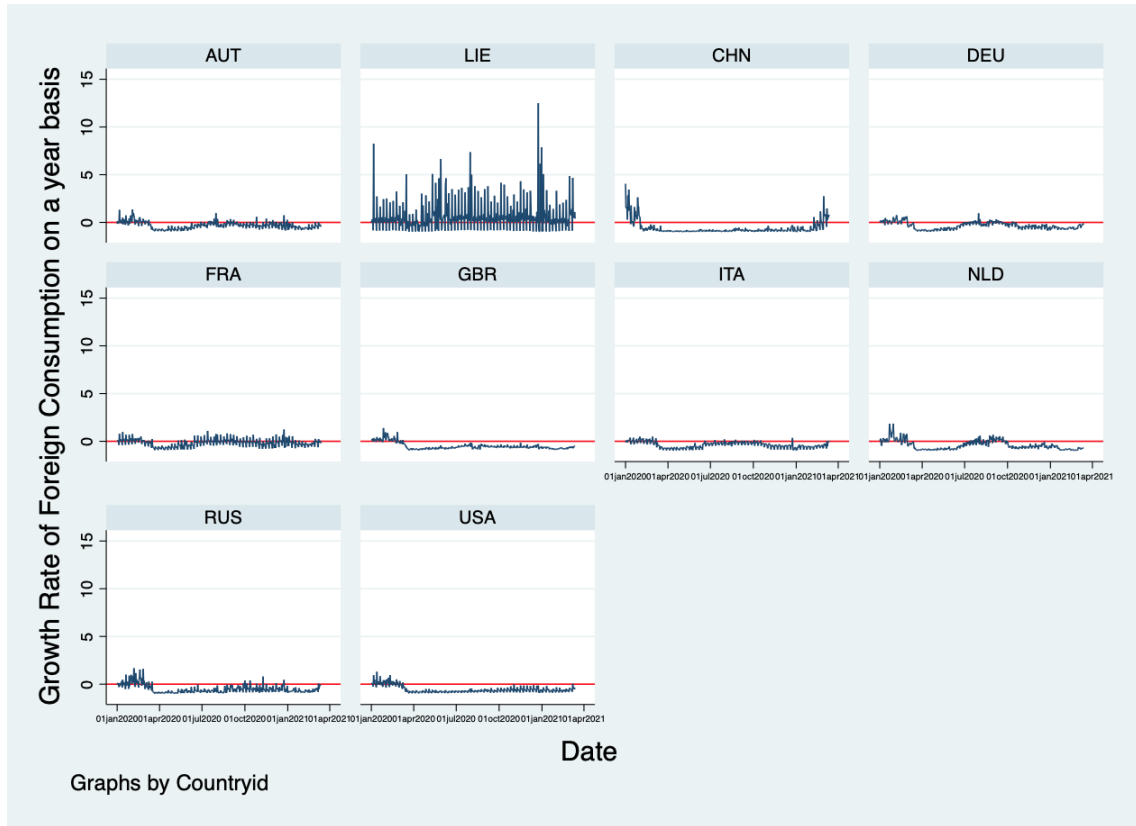 Growth Rate of Foreign Consumption on a year basis
AUT
LIE
CHN
DEU
15
10
5
0
FRA
GBR
ITA
NLD
15
10
5
0
01jan2020 01apr2020 01jul2020 01oct2020 01jan2021 01apr2021
01jan2020 01apr2020 01jul2020 01oct2020 01jan2021 01apr2021
RUS
USA
15
10
5
0
01jan2020 01apr2020 01jul2020 01oct2020 01jan2021 01apr2021
01jan2020 01apr2020 01jul2020 01oct2020 01jan2021 01apr2021
Date
Graphs by Countryid